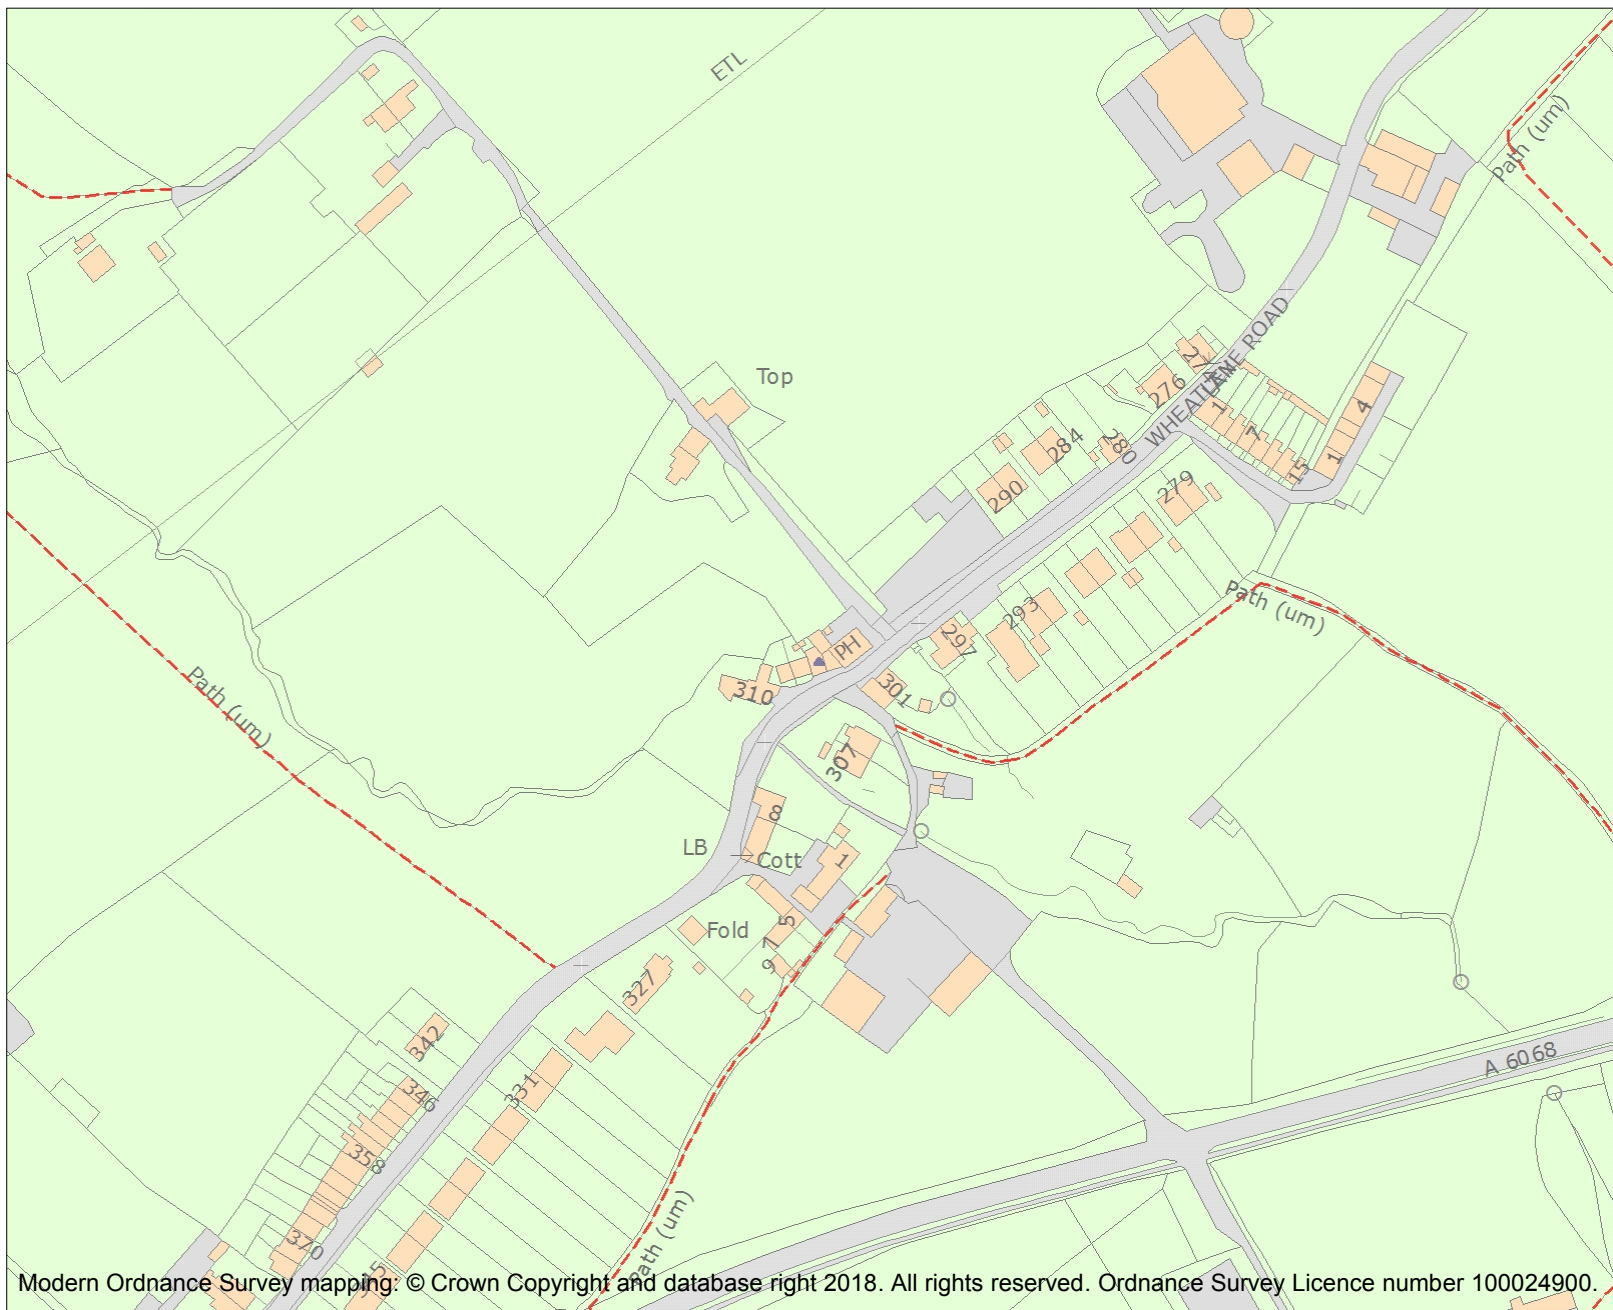 ETL
Path (um)
Top
WHEATLANE ROAD
276
284
280
290
279
1
7
15
4
1
Path (um)
293
297
PH
301
310
Path (um)
307
8
LB
Cott
1
5
Fold
7
9
327
342
331
346
358
370
A 6068
Path (um)
Modern Ordnance Survey mapping: © Crown Copyright and database right 2018. All rights reserved. Ordnance Survey Licence number 100024900.